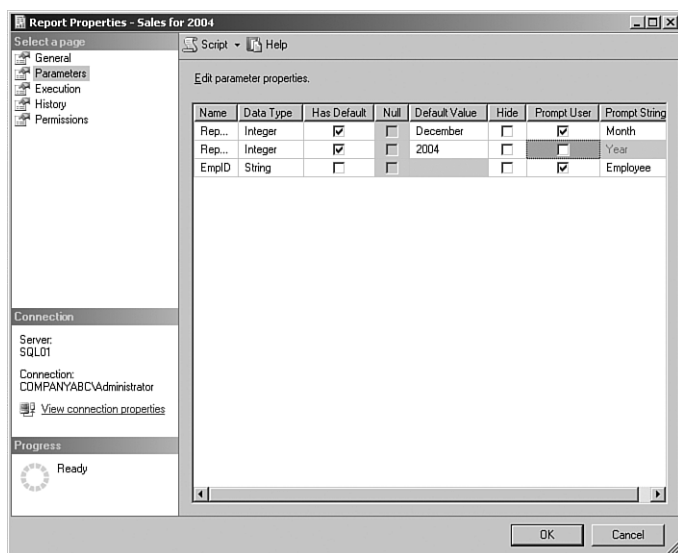 Report Properties - Sales for 2004
Select a page
General
Parameters
Execution
History
Permissions
Script
Help
Edit parameter properties.
Name Data Type Has Default Null Default Value Hide Prompt User Prompt String
Rep... Integer December Month
Rep... Integer 2004 Year
EmpID String Employee
Connection
Server:
SQL01
Connection:
COMPANYABC\Administrator
View connection properties
Progress
Ready
OK Cancel